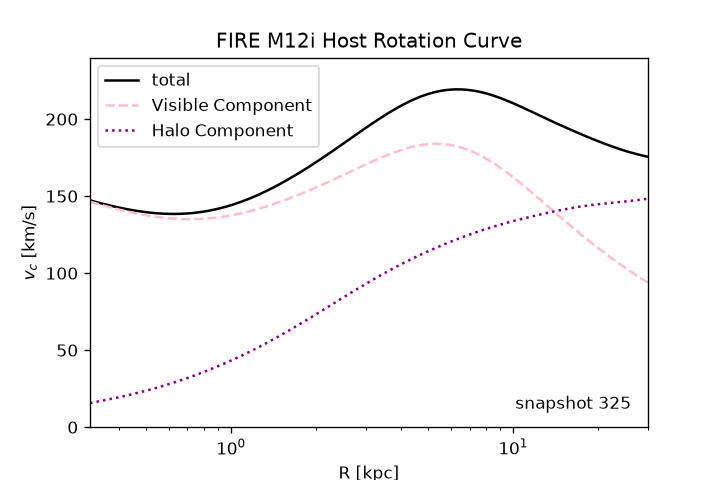 FIRE M12i Host Rotation Curve
total
Visible Component
Halo Component
v_c [km/s]
200
150
100
50
0
snapshot 325
10^0
10^1
R [kpc]